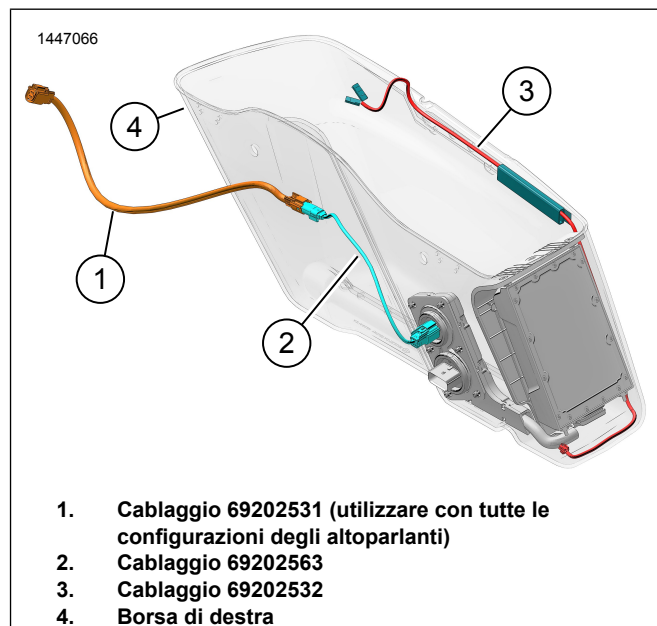 1447066
3
4
1
2
1. Cablaggio 69202531 (utilizzare con tutte le
configurazioni degli altoparlanti)
2. Cablaggio 69202563
3. Cablaggio 69202532
4. Borsa di destra